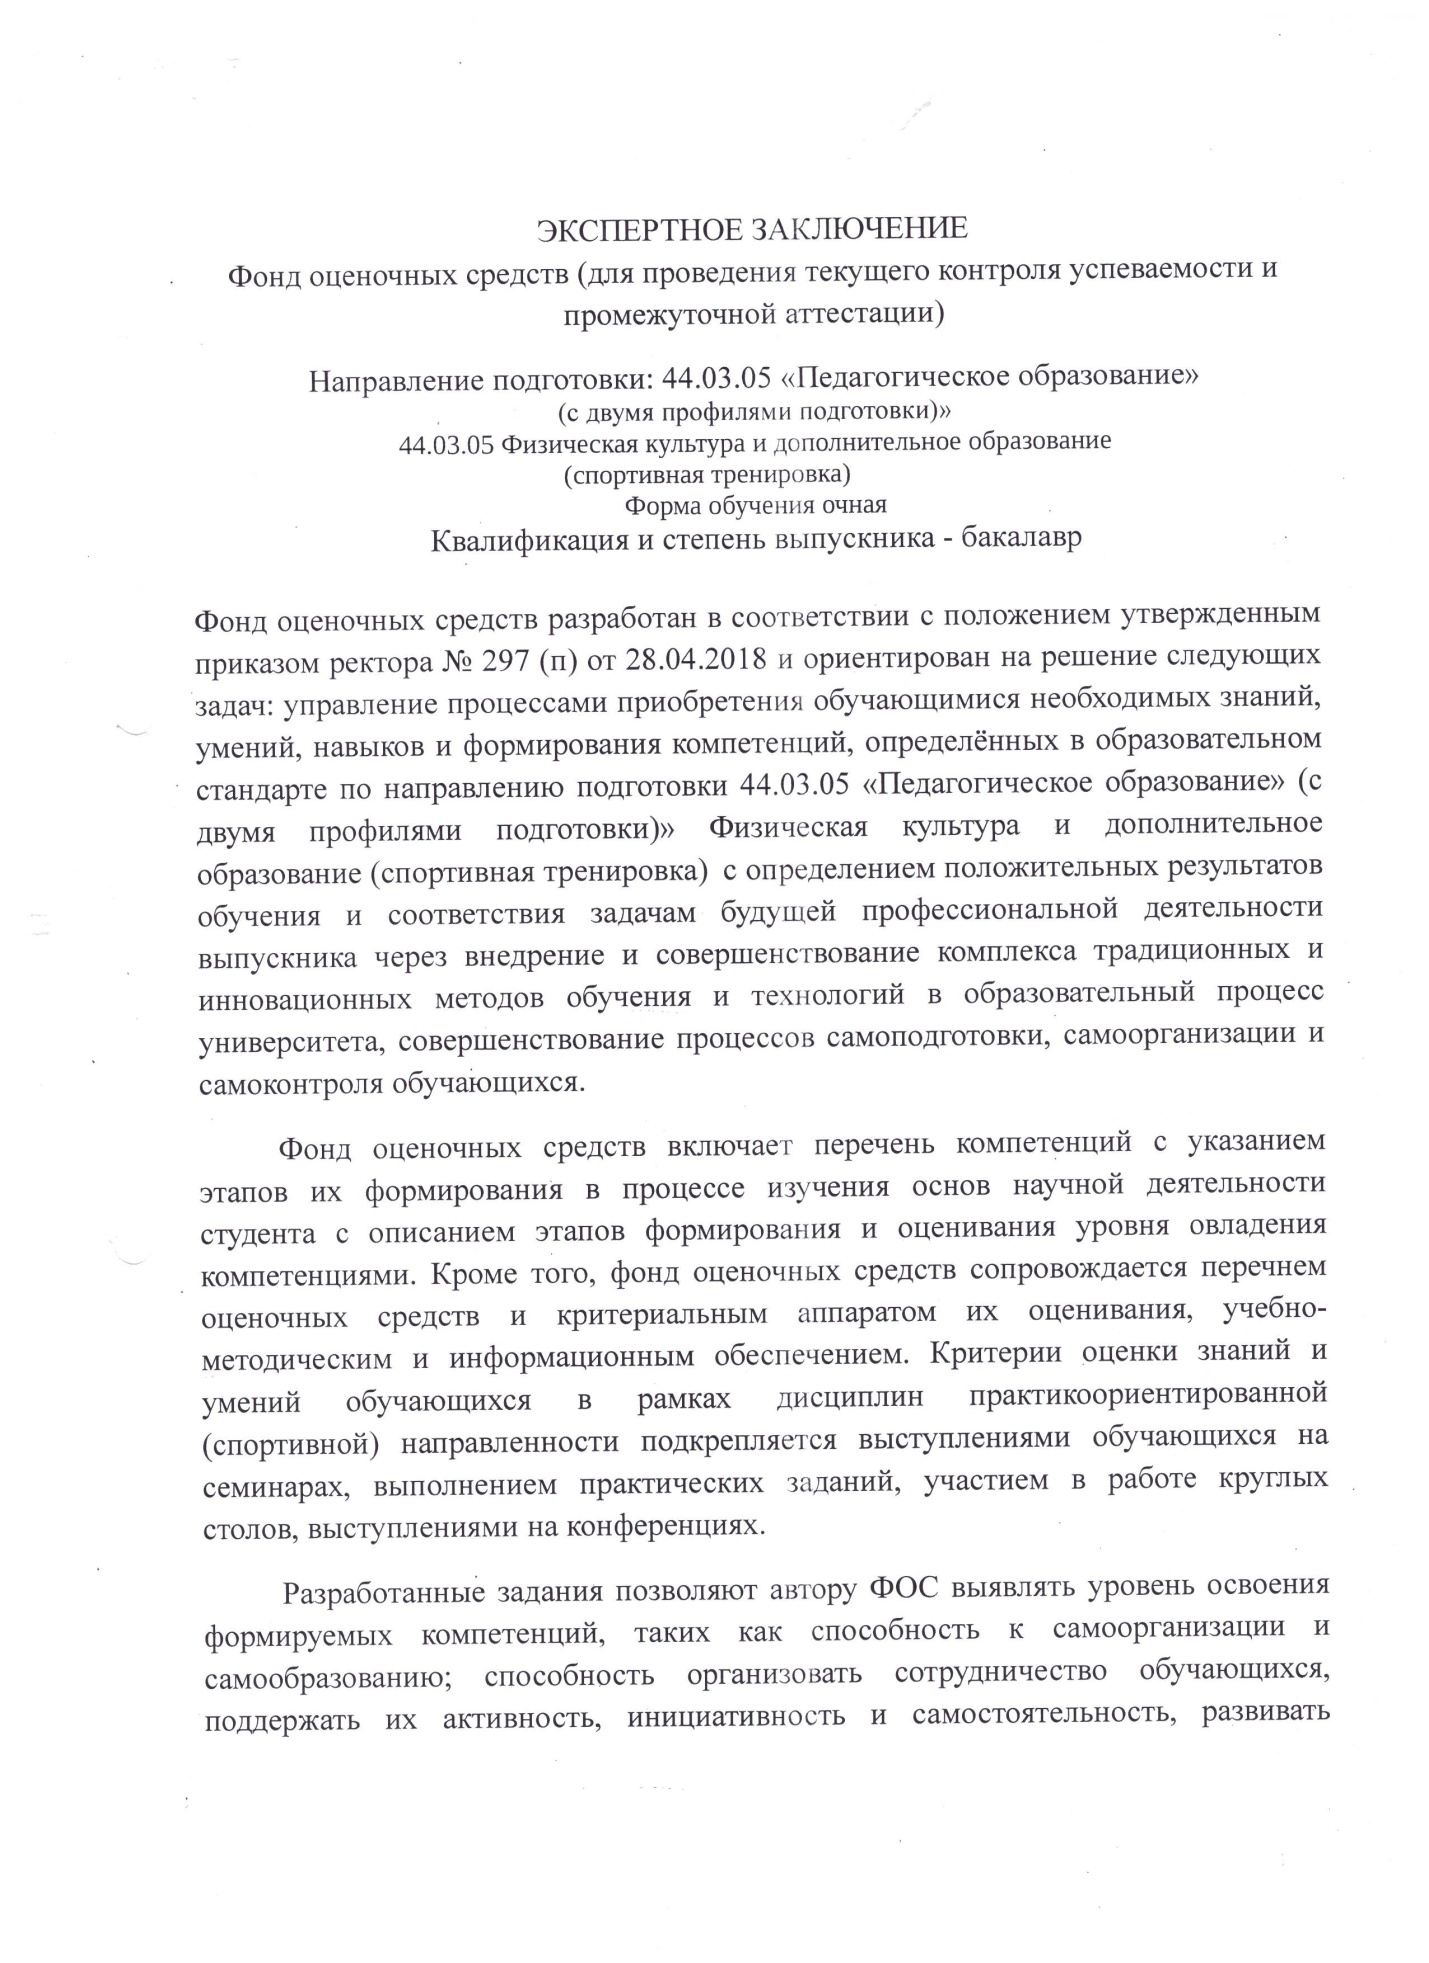 ЭКСПЕРТНОЕ ЗАКЛЮЧЕНИЕ
Фонд оценочных средств (для проведения текущего контроля успеваемости и
промежуточной аттестации)
Направление подготовки: 44.03.05 «Педагогическое образование»
(с двумя профилями подготовки)»
44.03.05 Физическая культура и дополнительное образование
(спортивная тренировка)
Форма обучения очная
Квалификация и степень выпускника - бакалавр
Фонд оценочных средств разработан в соответствии с положением утвержденным
приказом ректора № 297 (п) от 28.04.2018 и ориентирован на решение следующих
задач: управление процессами приобретения обучающимися необходимых знаний,
умений, навыков и формирования компетенций, определённых в образовательном
стандарте по направлению подготовки 44.03.05 «Педагогическое образование» (с
двумя профилями подготовки)» Физическая культура и дополнительное
образование (спортивная тренировка) с определением положительных результатов
обучения и соответствия задачам будущей профессиональной деятельности
выпускника через внедрение и совершенствование комплекса традиционных и
инновационных методов обучения и технологий в образовательный процесс
университета, совершенствование процессов самоподготовки, самоорганизации и
самоконтроля обучающихся.
Фонд оценочных средств включает перечень компетенций с указанием
этапов их формирования в процессе изучения основ научной деятельности
студента с описанием этапов формирования и оценивания уровня овладения
компетенциями. Кроме того, фонд оценочных средств сопровождается перечнем
оценочных средств и критериальным аппаратом их оценивания, учебно-
методическим и информационным обеспечением. Критерии оценки знаний и
умений обучающихся в рамках дисциплин практикоориентированной
(спортивной) направленности подкрепляется выступлениями обучающихся на
семинарах, выполнением практических заданий, участием в работе круглых
столов, выступлениями на конференциях.
Разработанные задания позволяют автору ФОС выявлять уровень освоения
формируемых компетенций, таких как способность к самоорганизации и
самообразованию; способность организовать сотрудничество обучающихся,
поддержать их активность, инициативность и самостоятельность, развивать